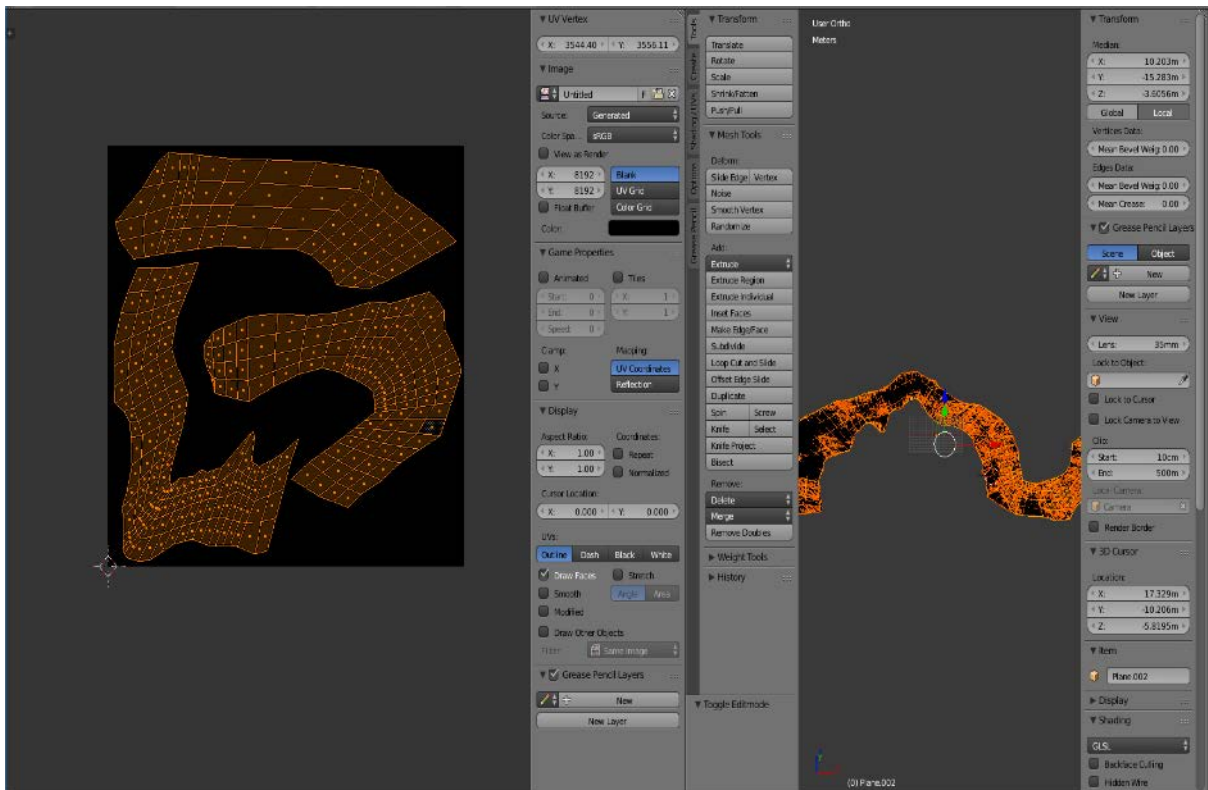 UV Vertex
X: 3544.40 Y: 3556.11
Image
Untitled F
Source: Generated
Color Spa... sRGB
View as Render
X: 8192 Blank
Y: 8192 UV Grid
Float Buffer Color Grid
Color:
Game Properties
Animated Tiles
Start: 0 X: 1
End: 0 Y: 1
Speed: 0
Clamp: Mapping:
X UV Coordinates
Y Reflection
Display
Aspect Ratio: Coordinates:
X: 1.00 Repeat
Y: 1.00 Normalized
Cursor Location:
X: 0.000 Y: 0.000
UVs:
Outline Dash Black White
Draw Faces Stretch
Smooth Angle Area
Modified
Draw Other Objects
Filter: Same Image
Grease Pencil Layers
New
New Layer
Tools
Create
Shading / UVs
Options
Grease Pencil
Transform
Translate
Rotate
Scale
Shrink/Fatten
Push/Pull
Mesh Tools
Deform:
Slide Edge Vertex
Noise
Smooth Vertex
Randomize
Add:
Extrude
Extrude Region
Extrude Individual
Inset Faces
Make Edge/Face
Subdivide
Loop Cut and Slide
Offset Edge Slide
Duplicate
Spin Screw
Knife Select
Knife Project
Bisect
Remove:
Delete
Merge
Remove Doubles
Weight Tools
History
Toggle Editmode
User Ortho
Meters
(0) Plane.002
Transform
Median:
X: 10.203m
Y: -15.283m
Z: -3.6056m
Global Local
Vertices Data:
Mean Bevel Weig: 0.00
Edges Data:
Mean Bevel Weig: 0.00
Mean Crease: 0.00
Grease Pencil Layers
Scene Object
New
New Layer
View
Lens: 35mm
Lock to Object:
Lock to Cursor
Lock Camera to View
Clip:
Start: 10cm
End: 500m
Local Camera:
Camera
Render Border
3D Cursor
Location:
X: 17.329m
Y: -10.206m
Z: -5.8195m
Item
Plane.002
Display
Shading
GLSL
Backface Culling
Hidden Wire